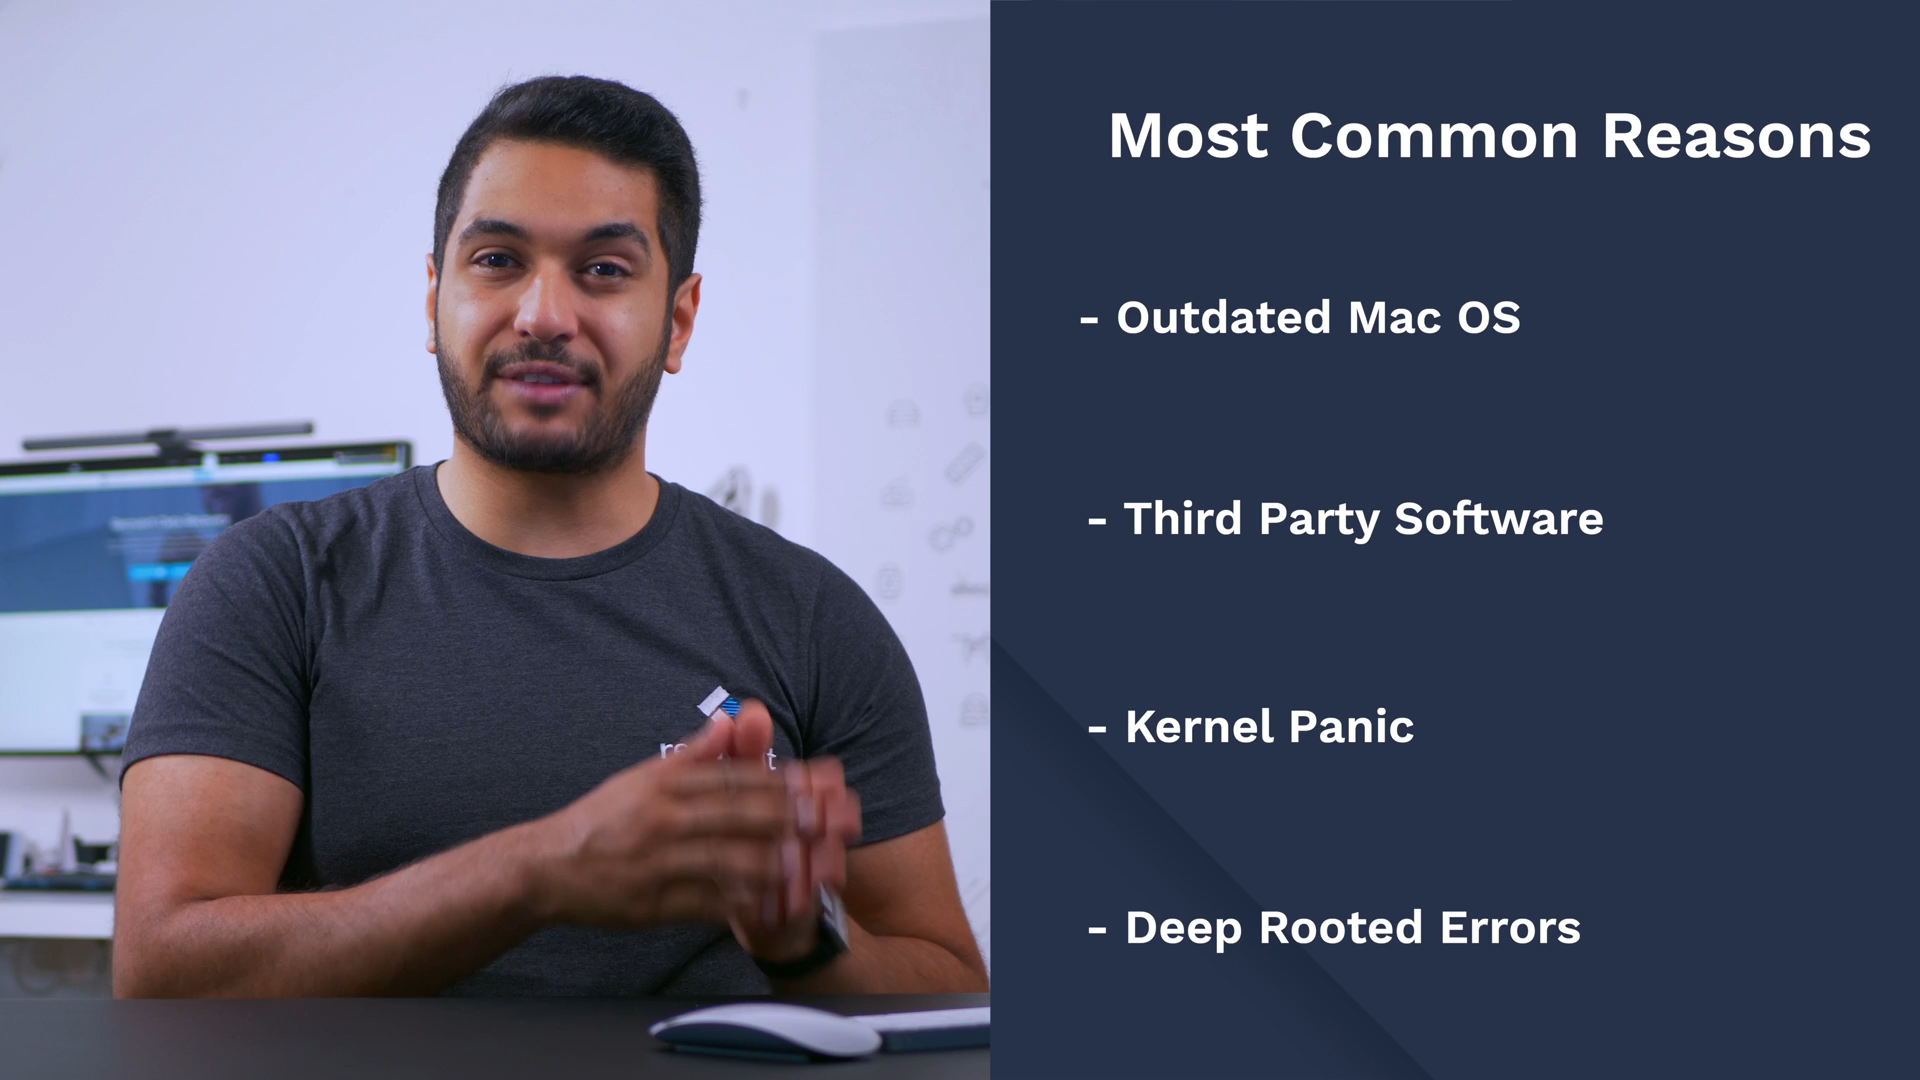 Most Common Reasons
- Outdated Mac OS
- Third Party Software
- Kernel Panic
- Deep Rooted Errors